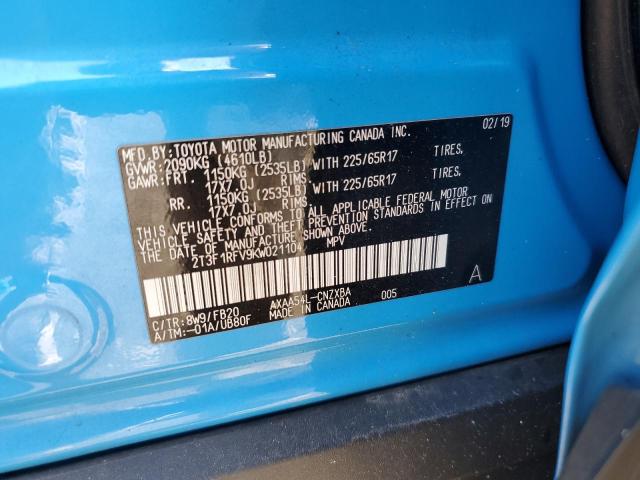 MFD.BY:TOYOTA MOTOR MANUFACTURING CANADA INC. 02/19
GVWR:2090KG (4610LB)
GAWR:FRT. 1150KG (2535LB) WITH 225/65R17 TIRES,
17X7.0J RIMS
RR. 1150KG (2535LB) WITH 225/65R17 TIRES,
17X7.0J RIMS
THIS VEHICLE CONFORMS TO ALL APPLICABLE FEDERAL MOTOR
VEHICLE SAFETY AND THEFT PREVENTION STANDARDS IN EFFECT
ON THE DATE OF MANUFACTURE SHOWN ABOVE.
2T3F1RFV9KW021104 MPV
A
C/TR:8W9/FB20 AXAA54L-CNZXBA 005
A/TM:-01A/UB80F MADE IN CANADA